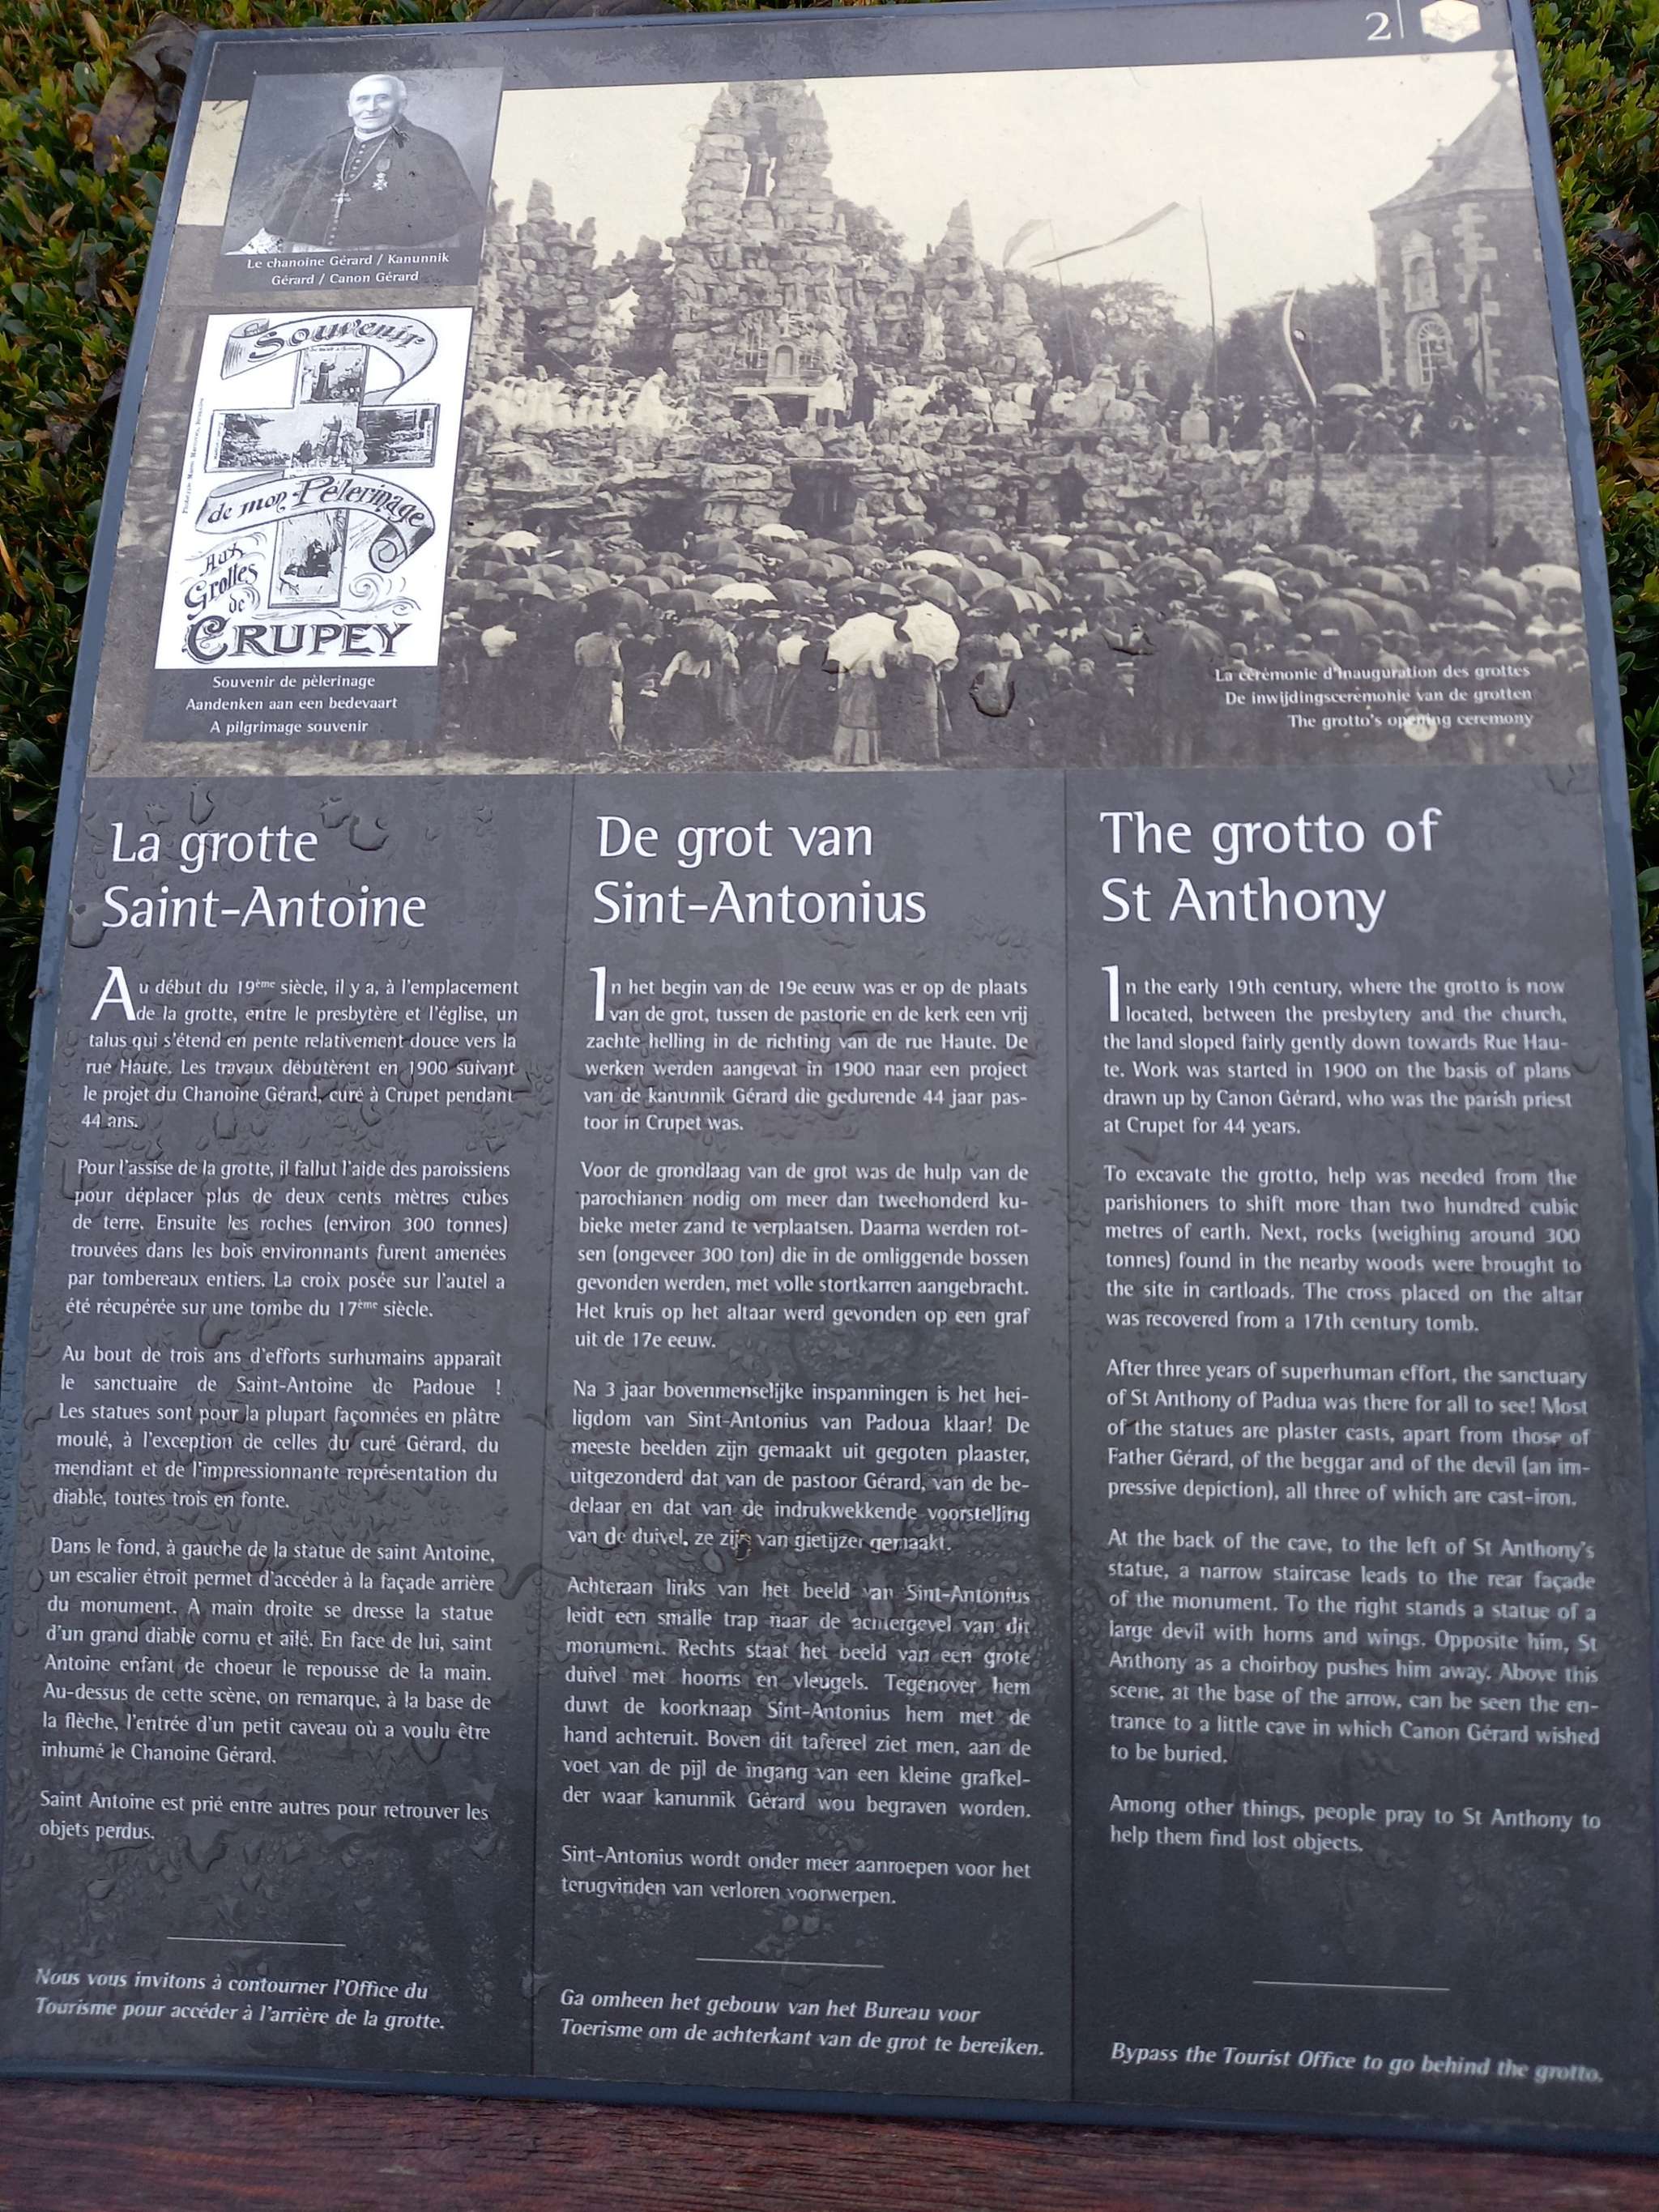 2
Le chanoine Gérard / Kanunnik
Gérard / Canon Gérard
Souvenir
de mon Pèlerinage
Aux
Grottes
de
CRUPEY
Souvenir de pèlerinage
Aandenken aan een bedevaart
A pilgrimage souvenir
La cérémonie d'inauguration des grottes
De inwijdingsceremonie van de grotten
The grotto's opening ceremony
La grotte
Saint-Antoine
Au début du 19ème siècle, il y a, à l'emplacement
de la grotte, entre le presbytère et l'église, un
talus qui s'étend en pente relativement douce vers la
rue Haute. Les travaux débutèrent en 1900 suivant
le projet du Chanoine Gérard, curé à Crupet pendant
44 ans.
Pour l'assise de la grotte, il fallut l'aide des paroissiens
pour déplacer plus de deux cents mètres cubes
de terre. Ensuite les roches (environ 300 tonnes)
trouvées dans les bois environnants furent amenées
par tombereaux entiers. La croix posée sur l'autel a
été récupérée sur une tombe du 17ème siècle.
Au bout de trois ans d'efforts surhumains apparaît
le sanctuaire de Saint-Antoine de Padoue !
Les statues sont pour la plupart façonnées en plâtre
moulé, à l'exception de celles du curé Gérard, du
mendiant et de l'impressionnante représentation du
diable, toutes trois en fonte.
Dans le fond, à gauche de la statue de saint Antoine,
un escalier étroit permet d'accéder à la façade arrière
du monument. A main droite se dresse la statue
d'un grand diable cornu et ailé. En face de lui, saint
Antoine enfant de choeur le repousse de la main.
Au-dessus de cette scène, on remarque, à la base de
la flèche, l'entrée d'un petit caveau où a voulu être
inhumé le Chanoine Gérard.
Saint Antoine est prié entre autres pour retrouver les
objets perdus.
Nous vous invitons à contourner l'Office du
Tourisme pour accéder à l'arrière de la grotte.
De grot van
Sint-Antonius
In het begin van de 19e eeuw was er op de plaats
van de grot, tussen de pastorie en de kerk een vrij
zachte helling in de richting van de rue Haute. De
werken werden aangevat in 1900 naar een project
van de kanunnik Gérard die gedurende 44 jaar pas-
toor in Crupet was.
Voor de grondlaag van de grot was de hulp van de
parochianen nodig om meer dan tweehonderd ku-
bieke meter zand te verplaatsen. Daarna werden rot-
sen (ongeveer 300 ton) die in de omliggende bossen
gevonden werden, met volle stortkarren aangebracht.
Het kruis op het altaar werd gevonden op een graf
uit de 17e eeuw.
Na 3 jaar bovenmenselijke inspanningen is het hei-
ligdom van Sint-Antonius van Padoua klaar! De
meeste beelden zijn gemaakt uit gegoten plaaster,
uitgezonderd dat van de pastoor Gérard, van de be-
delaar en dat van de indrukwekkende voorstelling
van de duivel, ze zijn van gietijzer gemaakt.
Achteraan links van het beeld van Sint-Antonius
leidt een smalle trap naar de achtergevel van dit
monument. Rechts staat het beeld van een grote
duivel met hoorns en vleugels. Tegenover hem
duwt de koorknaap Sint-Antonius hem met de
hand achteruit. Boven dit tafereel ziet men, aan de
voet van de pijl de ingang van een kleine grafkel-
der waar kanunnik Gérard wou begraven worden.
Sint-Antonius wordt onder meer aanroepen voor het
terugvinden van verloren voorwerpen.
Ga omheen het gebouw van het Bureau voor
Toerisme om de achterkant van de grot te bereiken.
The grotto of
St Anthony
In the early 19th century, where the grotto is now
located, between the presbytery and the church,
the land sloped fairly gently down towards Rue Hau-
te. Work was started in 1900 on the basis of plans
drawn up by Canon Gérard, who was the parish priest
at Crupet for 44 years.
To excavate the grotto, help was needed from the
parishioners to shift more than two hundred cubic
metres of earth. Next, rocks (weighing around 300
tonnes) found in the nearby woods were brought to
the site in cartloads. The cross placed on the altar
was recovered from a 17th century tomb.
After three years of superhuman effort, the sanctuary
of St Anthony of Padua was there for all to see! Most
of the statues are plaster casts, apart from those of
Father Gérard, of the beggar and of the devil (an im-
pressive depiction), all three of which are cast-iron.
At the back of the cave, to the left of St Anthony's
statue, a narrow staircase leads to the rear façade
of the monument. To the right stands a statue of a
large devil with horns and wings. Opposite him, St
Anthony as a choirboy pushes him away. Above this
scene, at the base of the arrow, can be seen the en-
trance to a little cave in which Canon Gérard wished
to be buried.
Among other things, people pray to St Anthony to
help them find lost objects.
Bypass the Tourist Office to go behind the grotto.